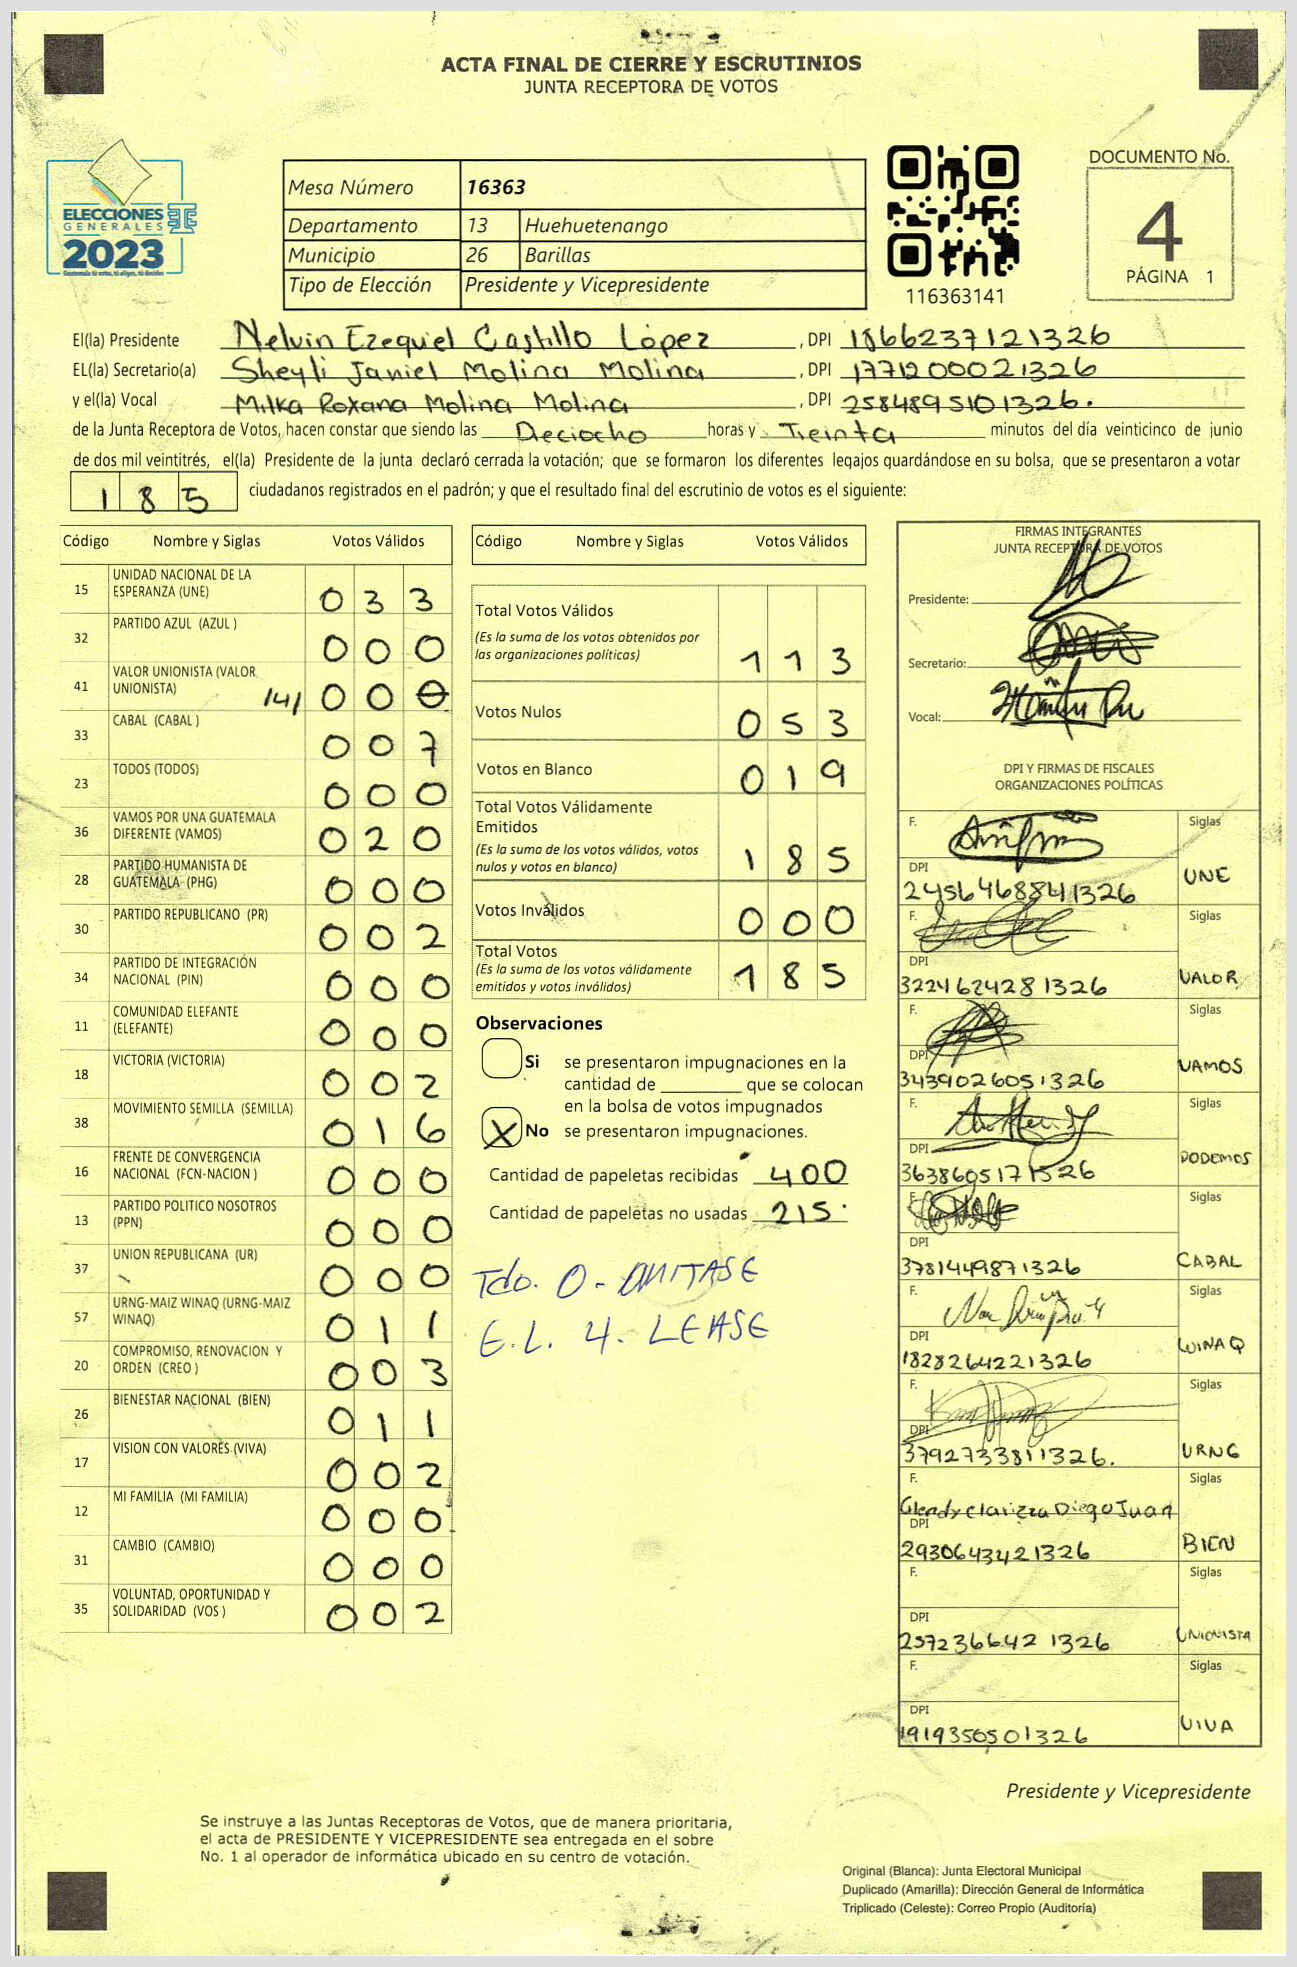 ACTA FINAL DE CIERRE Y ESCRUTINIOS
JUNTA RECEPTORA DE VOTOS
ELECCIONES
GENERALES
2023
Guatemala tú votas, tú eliges, tú decides
Mesa Número 16363
Departamento 13 Huehuetenango
Municipio 26 Barillas
Tipo de Elección Presidente y Vicepresidente
116363141
DOCUMENTO No.
4
PÁGINA 1
El(la) Presidente Nelvin Ezequiel Castillo López, DPI 1866237121326
EL(la) Secretario(a) Sheyli Janiel Molina Molina, DPI 1771200021326
y el(la) Vocal Milka Roxana Molina Molina, DPI 2584895101326.
de la Junta Receptora de Votos, hacen constar que siendo las Deciocho horas y Treinta minutos del día veinticinco de junio
de dos mil veintitrés, el(la) Presidente de la junta declaró cerrada la votación; que se formaron los diferentes legajos guardándose en su bolsa, que se presentaron a votar
185 ciudadanos registrados en el padrón; y que el resultado final del escrutinio de votos es el siguiente:
Código Nombre y Siglas Votos Válidos
15 UNIDAD NACIONAL DE LA ESPERANZA (UNE) 0 3 3
32 PARTIDO AZUL (AZUL ) 0 0 0
41 VALOR UNIONISTA (VALOR UNIONISTA) 141 0 0 0
33 CABAL (CABAL ) 0 0 7
23 TODOS (TODOS) 0 0 0
36 VAMOS POR UNA GUATEMALA DIFERENTE (VAMOS) 0 2 0
28 PARTIDO HUMANISTA DE GUATEMALA (PHG) 0 0 0
30 PARTIDO REPUBLICANO (PR) 0 0 2
34 PARTIDO DE INTEGRACIÓN NACIONAL (PIN) 0 0 0
11 COMUNIDAD ELEFANTE (ELEFANTE) 0 0 0
18 VICTORIA (VICTORIA) 0 0 2
38 MOVIMIENTO SEMILLA (SEMILLA) 0 1 6
16 FRENTE DE CONVERGENCIA NACIONAL (FCN-NACION ) 0 0 0
13 PARTIDO POLITICO NOSOTROS (PPN) 0 0 0
37 UNION REPUBLICANA (UR) 0 0 0
57 URNG-MAIZ WINAQ (URNG-MAIZ WINAQ) 0 1 1
20 COMPROMISO, RENOVACION Y ORDEN (CREO ) 0 0 3
26 BIENESTAR NACIONAL (BIEN) 0 1 1
17 VISION CON VALORES (VIVA) 0 0 2
12 MI FAMILIA (MI FAMILIA) 0 0 0
31 CAMBIO (CAMBIO) 0 0 0
35 VOLUNTAD, OPORTUNIDAD Y SOLIDARIDAD (VOS ) 0 0 2
Código Nombre y Siglas Votos Válidos
Total Votos Válidos 1 1 3
(Es la suma de los votos obtenidos por
las organizaciones políticas)
Votos Nulos 0 5 3
Votos en Blanco 0 1 9
Total Votos Válidamente
Emitidos 1 8 5
(Es la suma de los votos válidos, votos
nulos y votos en blanco)
Votos Inválidos 0 0 0
Total Votos 1 8 5
(Es la suma de los votos válidamente
emitidos y votos inválidos)
Observaciones
Si se presentaron impugnaciones en la
cantidad de ________ que se colocan
en la bolsa de votos impugnados
X No se presentaron impugnaciones.
Cantidad de papeletas recibidas 400
Cantidad de papeletas no usadas 215.
Tdo. 0 - OMITASE
E.L. 4. LEASE
FIRMAS INTEGRANTES
JUNTA RECEPTORA DE VOTOS
Presidente:
Secretario:
Vocal:
DPI Y FIRMAS DE FISCALES
ORGANIZACIONES POLÍTICAS
F. Siglas
DPI 2456468841326 UNE
F. Siglas
DPI 3224162428 1326 VALOR
F. Siglas
DPI 3439026051326 VAMOS
F. Siglas
DPI 3638605171326 PODEMOS
F. Siglas
DPI 3781449871326 CABAL
F. Siglas
DPI 1828264221326 WINAQ
F. Siglas
DPI 3792733811326. URNG
F. Glendy Clarizza Diego Juan Siglas
DPI 2930643421326 BIEN
F. Siglas
DPI 257236642 1326 UNIONISTA
F. Siglas
DPI 1919350501326 VIVA
Presidente y Vicepresidente
Se instruye a las Juntas Receptoras de Votos, que de manera prioritaria,
el acta de PRESIDENTE Y VICEPRESIDENTE sea entregada en el sobre
No. 1 al operador de informática ubicado en su centro de votación.
Original (Blanca): Junta Electoral Municipal
Duplicado (Amarilla): Dirección General de Informática
Triplicado (Celeste): Correo Propio (Auditoría)